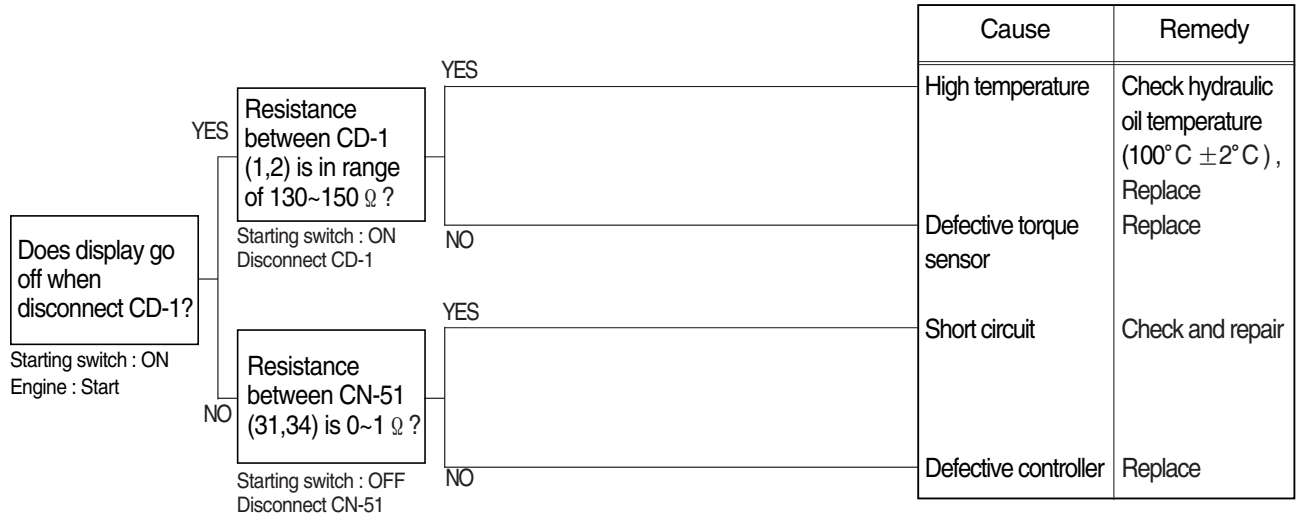 Does display go
off when
disconnect CD-1?
Starting switch : ON
Engine : Start
YES
Resistance
between CD-1
(1,2) is in range
of 130~150 Ω ?
Starting switch : ON
Disconnect CD-1
NO
Resistance
between CN-51
(31,34) is 0~1 Ω ?
Starting switch : OFF
Disconnect CN-51
YES
NO
YES
NO
Cause
Remedy
High temperature
Check hydraulic
oil temperature
(100°C ±2°C) ,
Replace
Defective torque
sensor
Replace
Short circuit
Check and repair
Defective controller
Replace